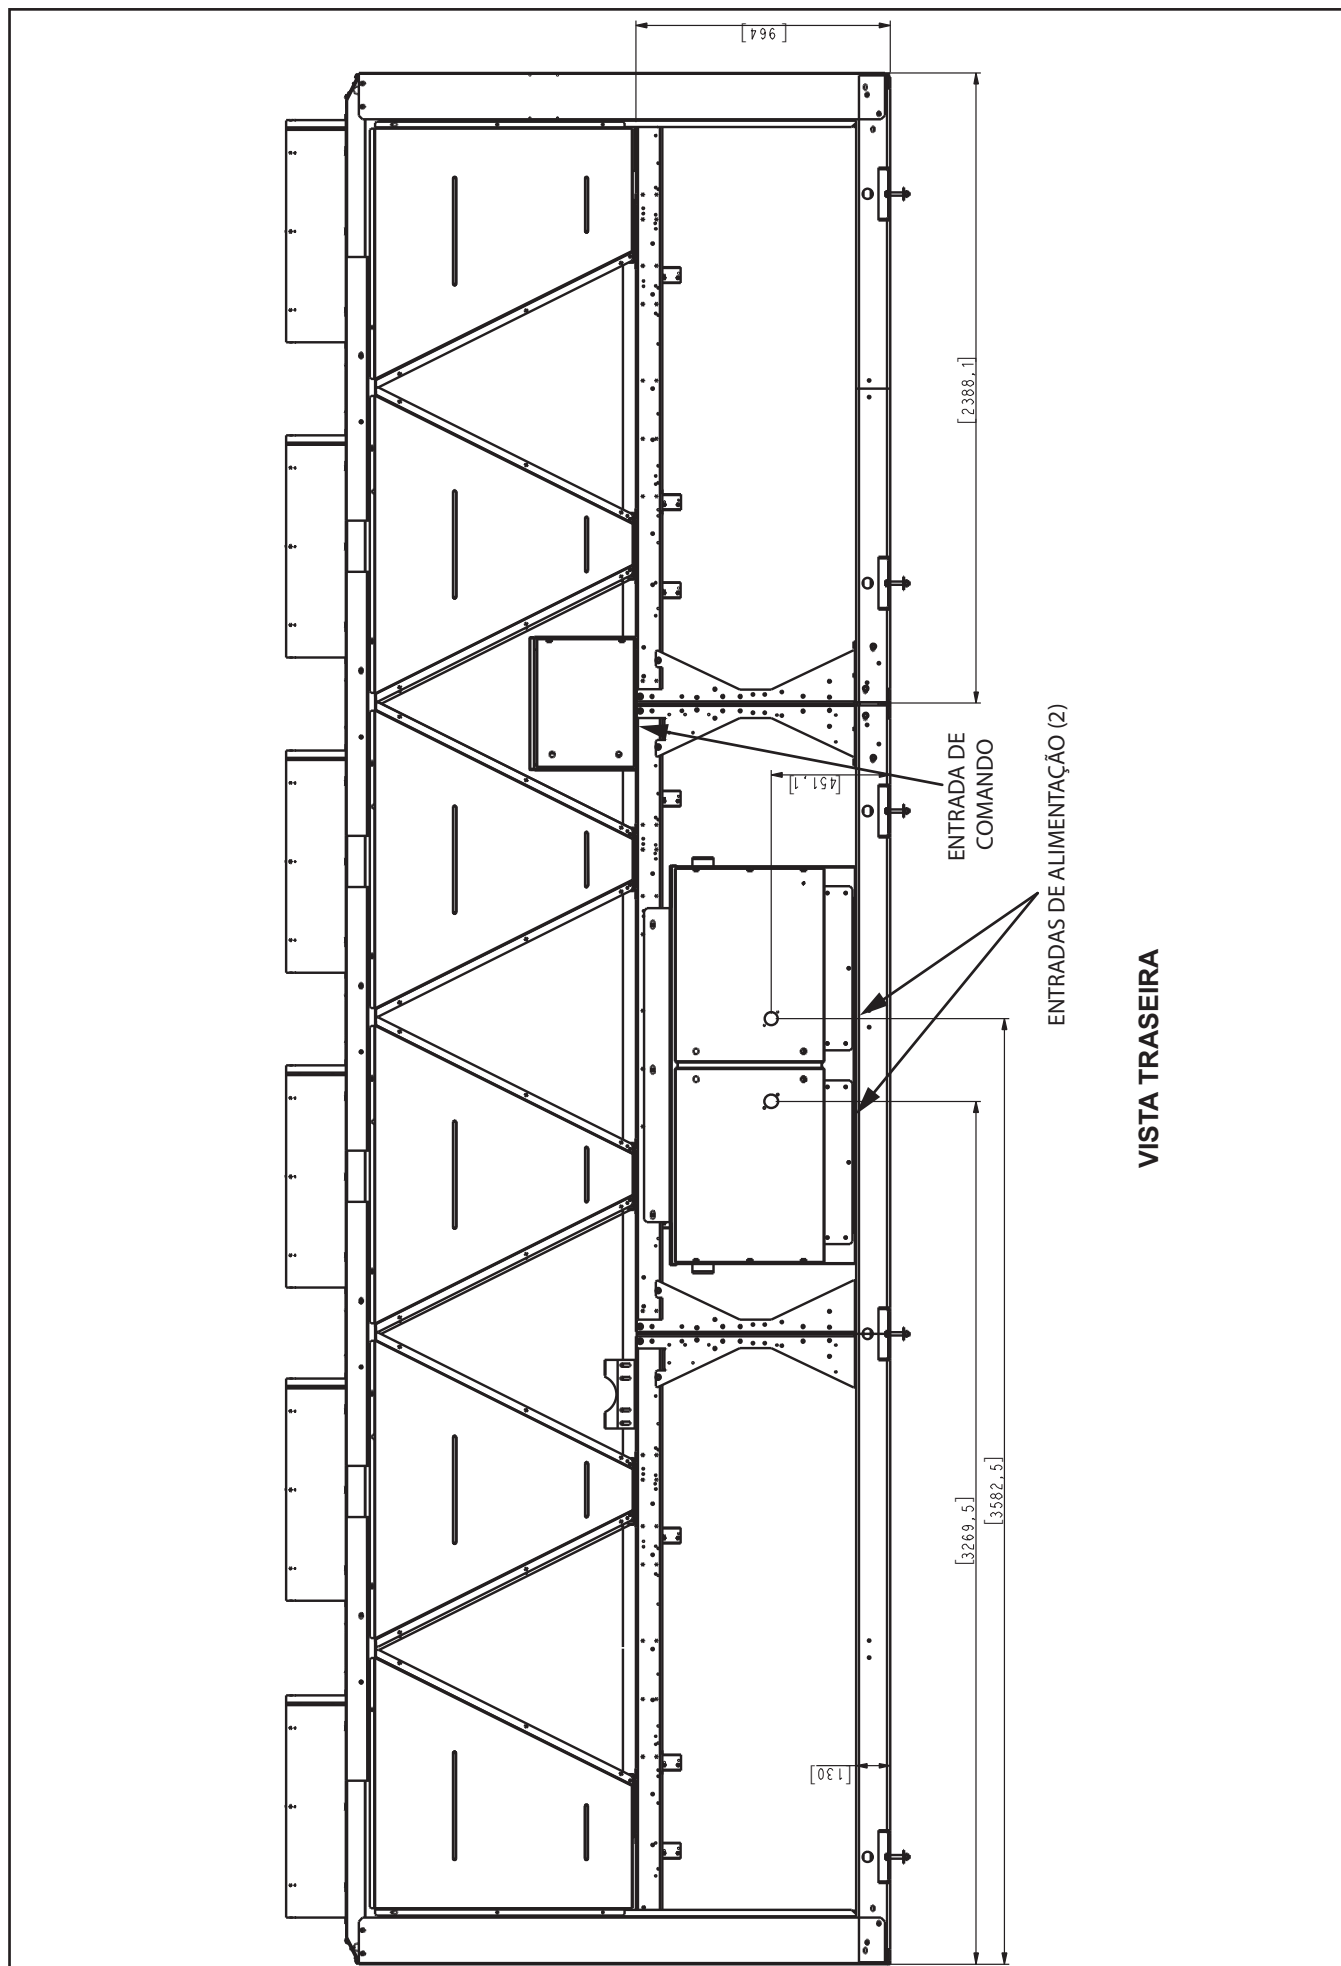 [964]
[2388,1]
[451,1]
ENTRADA DE
COMANDO
ENTRADAS DE ALIMENTAÇÃO (2)
VISTA TRASEIRA
[3269,5]
[3582,5]
[130]